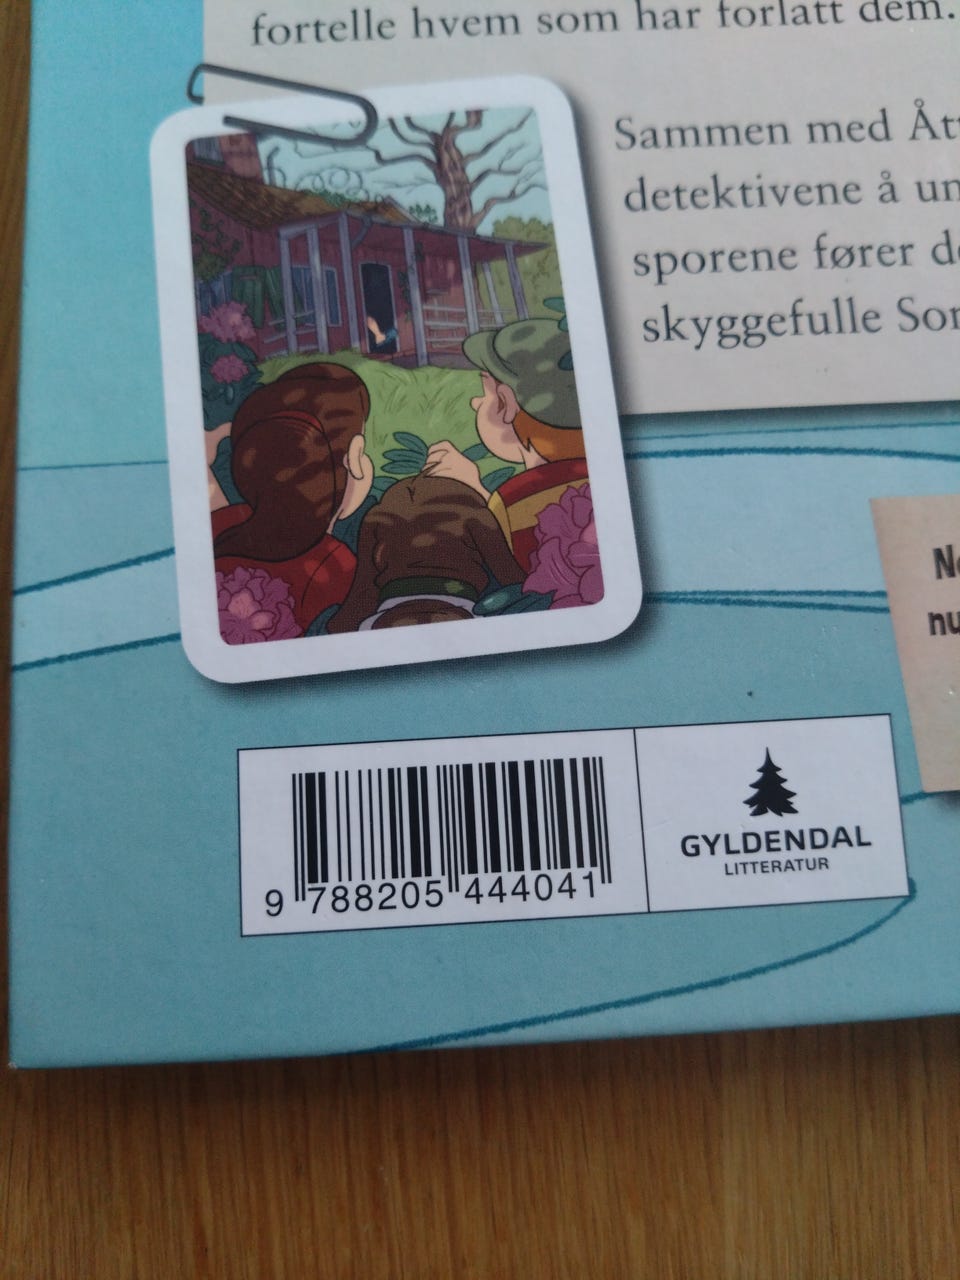 fortelle hvem som har forlatt dem.
Sammen med
detektivene å
sporene fører
skyggefulle
9 788205 444041
GYLDENDAL
LITTERATUR